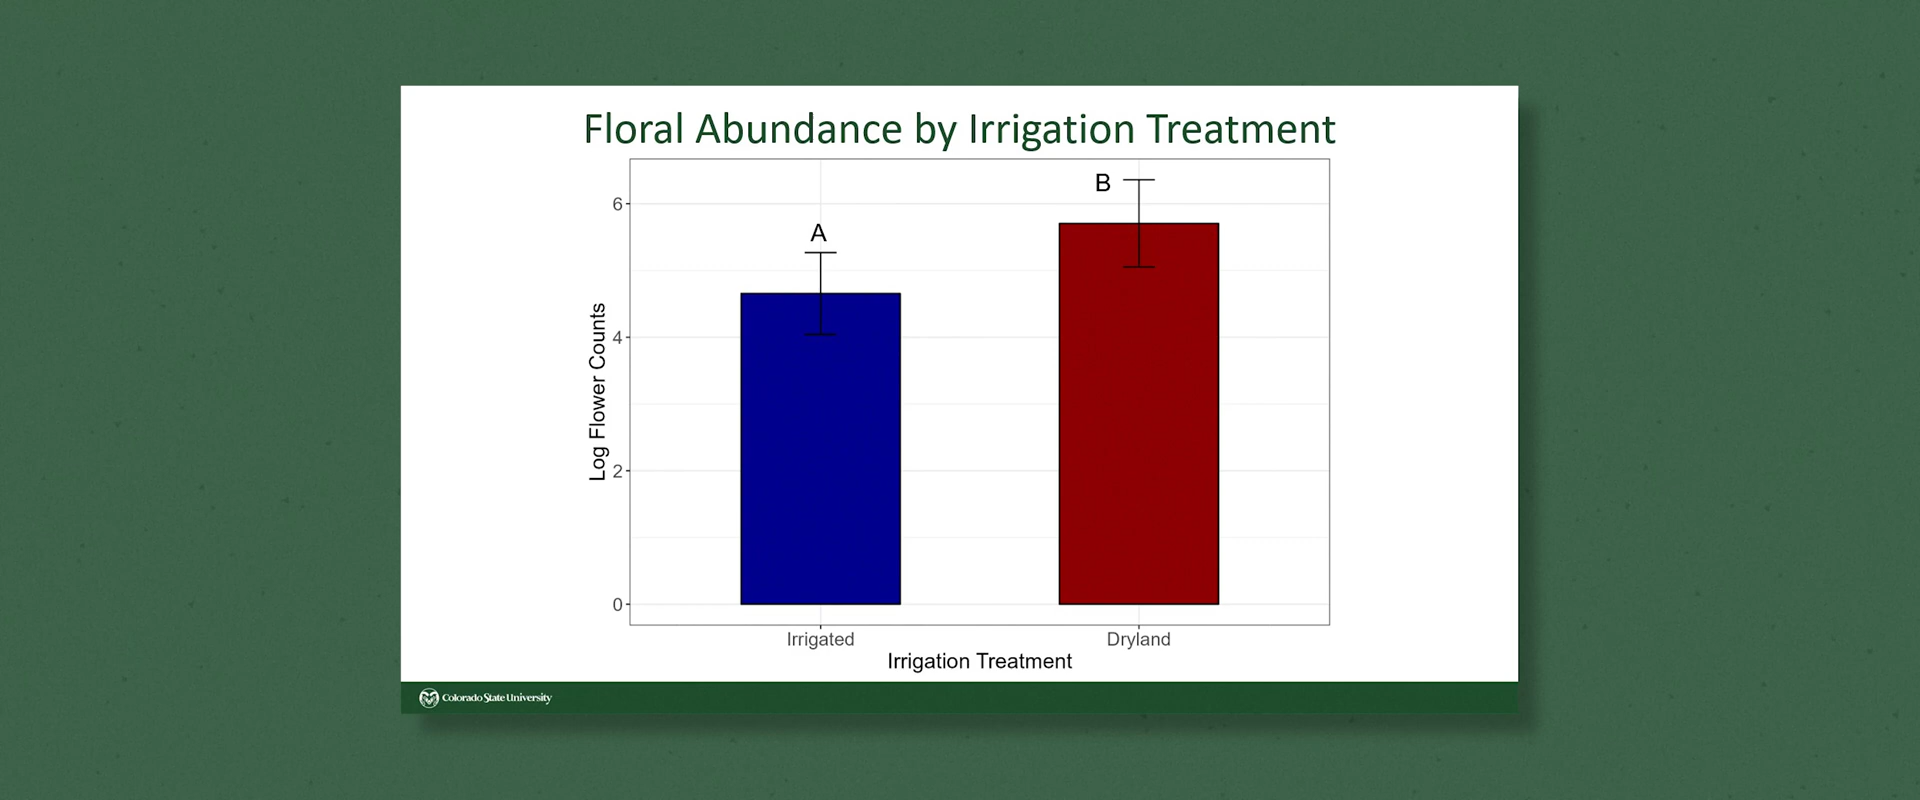 Floral Abundance by Irrigation Treatment
B
A
6
4
2
0
Log Flower Counts
Irrigated Dryland
Irrigation Treatment
Colorado State University